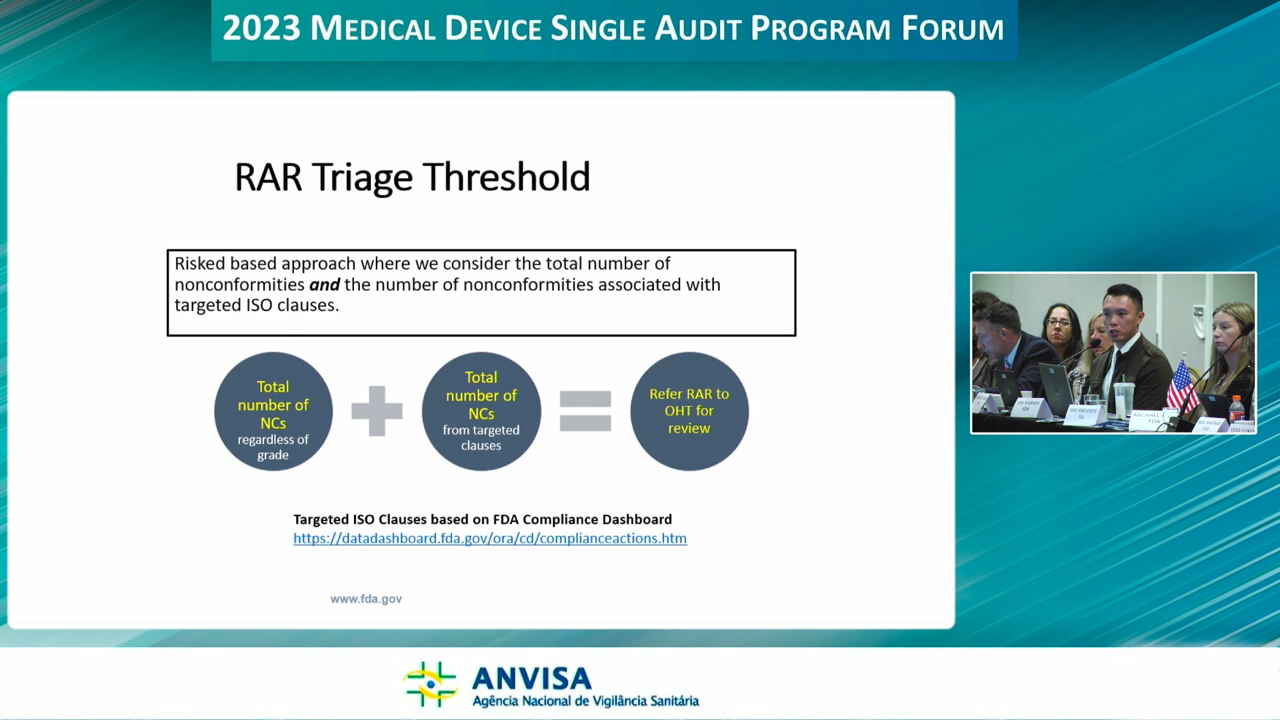 2023 MEDICAL DEVICE SINGLE AUDIT PROGRAM FORUM
RAR Triage Threshold
Risked based approach where we consider the total number of
nonconformities and the number of nonconformities associated with
targeted ISO clauses.
Total
number of
NCs
regardless of
grade
Total
number of
NCs
from targeted
clauses
Refer RAR to
OHT for
review
Targeted ISO Clauses based on FDA Compliance Dashboard
https://datadashboard.fda.gov/ora/cd/complianceactions.htm
www.fda.gov
FDA
FDA
FDA
ANVISA
Agência Nacional de Vigilância Sanitária